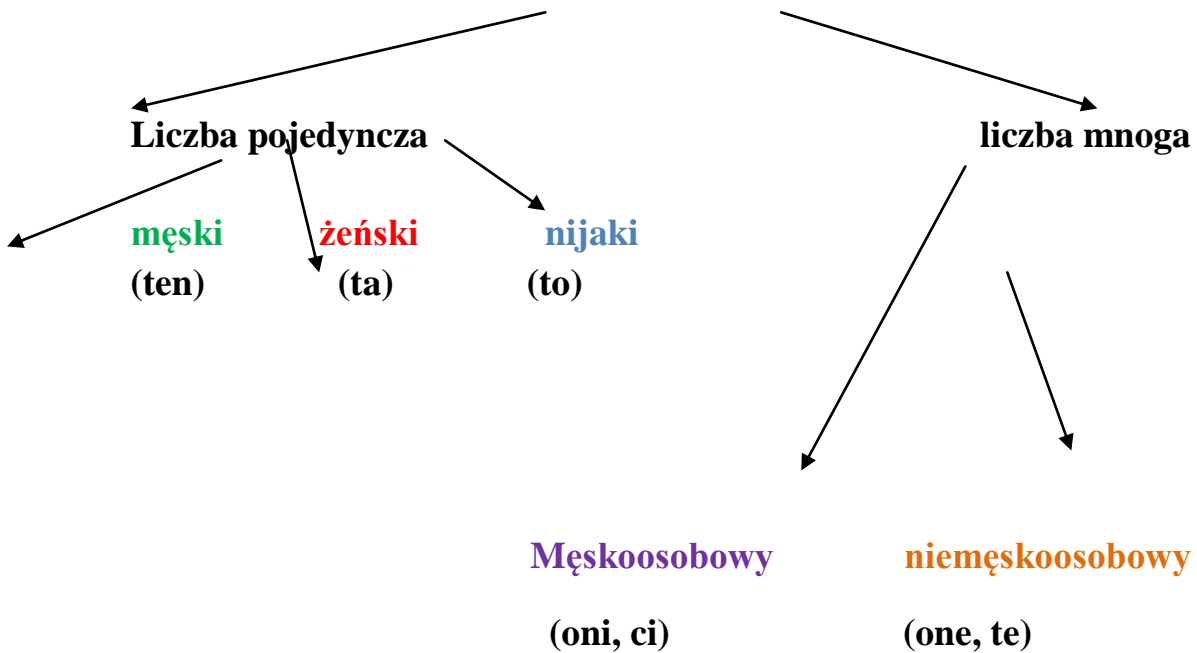 Liczba pojedyncza liczba mnoga
męski żeński nijaki
(ten) (ta) (to)
Męskoosobowy niemęskoosobowy
(oni, ci) (one, te)